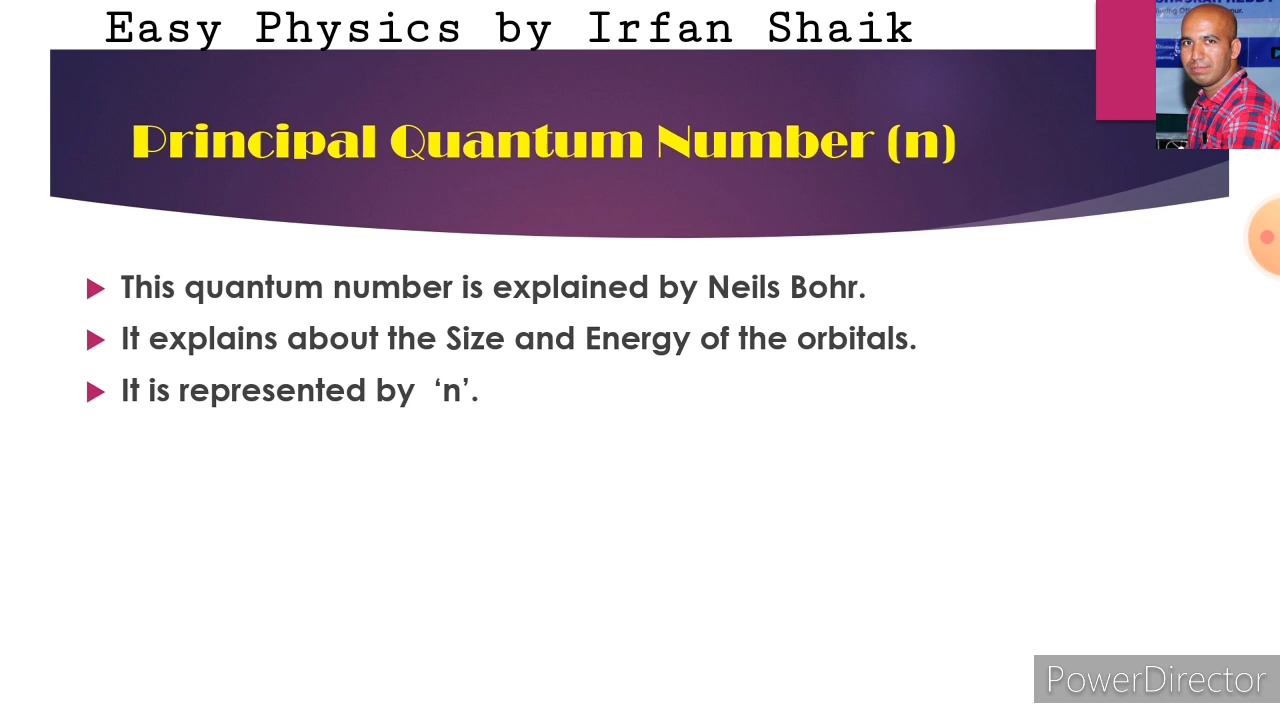 Easy Physics by Irfan Shaik
Principal Quantum Number (n)
This quantum number is explained by Neils Bohr.
It explains about the Size and Energy of the orbitals.
It is represented by ‘n’.
PowerDirector